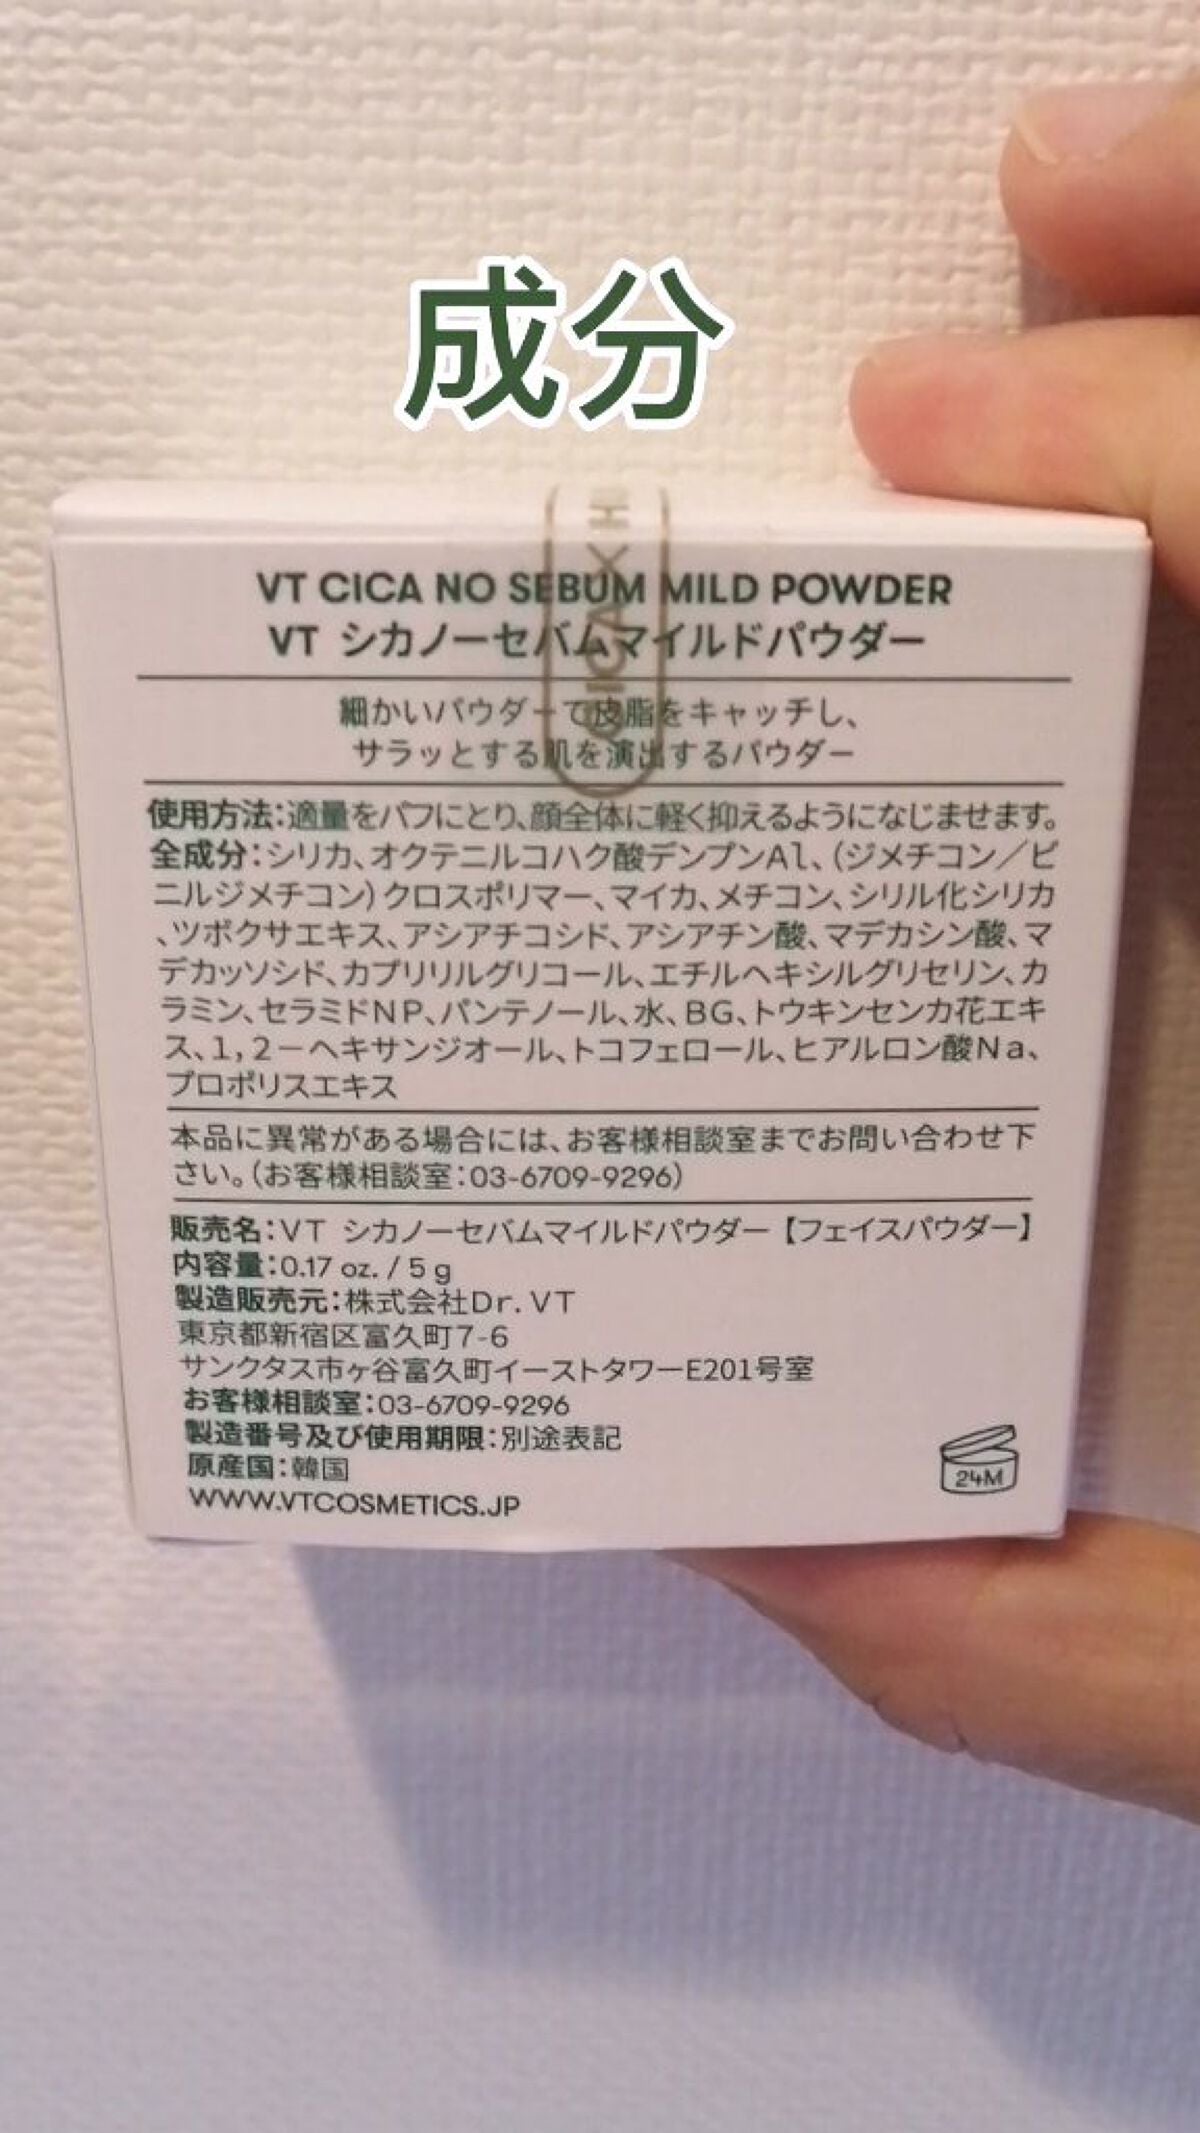 成分
VT CICA NO SEBUM MILD POWDER
VT シカノーセバムマイルドパウダー
細かいパウダーで皮脂をキャッチし、
サラッとする肌を演出するパウダー
使用方法：適量をパフにとり、顔全体に軽く抑えるようになじませます。
全成分：シリカ、オクテニルコハク酸デンプンAl、（ジメチコン／ビ
ニルジメチコン）クロスポリマー、マイカ、メチコン、シリル化シリカ
、ツボクサエキス、アシアチコシド、アシアチン酸、マデカシン酸、マ
デカッソシド、カプリリルグリコール、エチルヘキシルグリセリン、カ
ラミン、セラミドNP、パンテノール、水、BG、トウキンセンカ花エキ
ス、1，2－ヘキサンジオール、トコフェロール、ヒアルロン酸Na、
プロポリスエキス
本品に異常がある場合には、お客様相談室までお問い合わせ下
さい。（お客様相談室：03-6709-9296）
販売名：VT シカノーセバムマイルドパウダー【フェイスパウダー】
内容量：0.17 oz. / 5 g
製造販売元：株式会社Dr. VT
東京都新宿区富久町7-6
サンクタス市ヶ谷富久町イーストタワーE201号室
お客様相談室：03-6709-9296
製造番号及び使用期限：別途表記
原産国：韓国
WWW.VTCOSMETICS.JP
24M
CICA X H